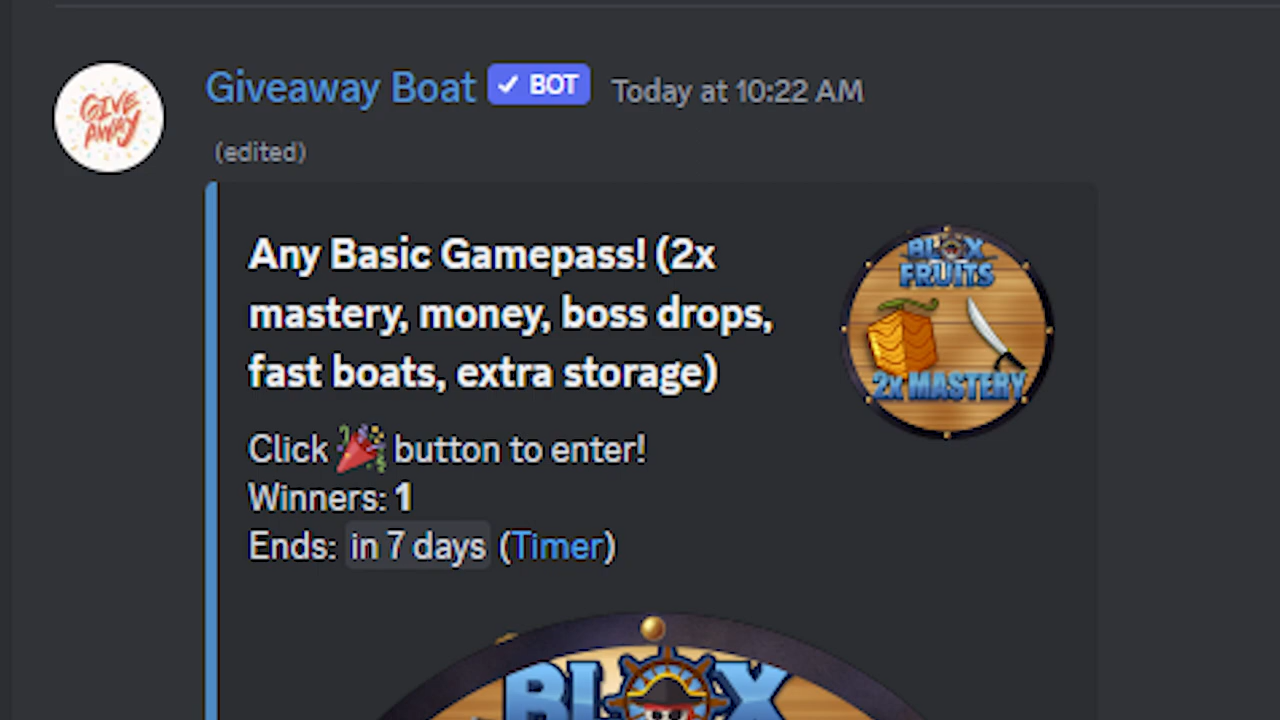 GIVE
AWAY
Giveaway Boat ✓ BOT Today at 10:22 AM
(edited)
Any Basic Gamepass! (2x
mastery, money, boss drops,
fast boats, extra storage)
BLOX
FRUITS
2x MASTERY
Click 🎉 button to enter!
Winners: 1
Ends: in 7 days (Timer)
BLOX